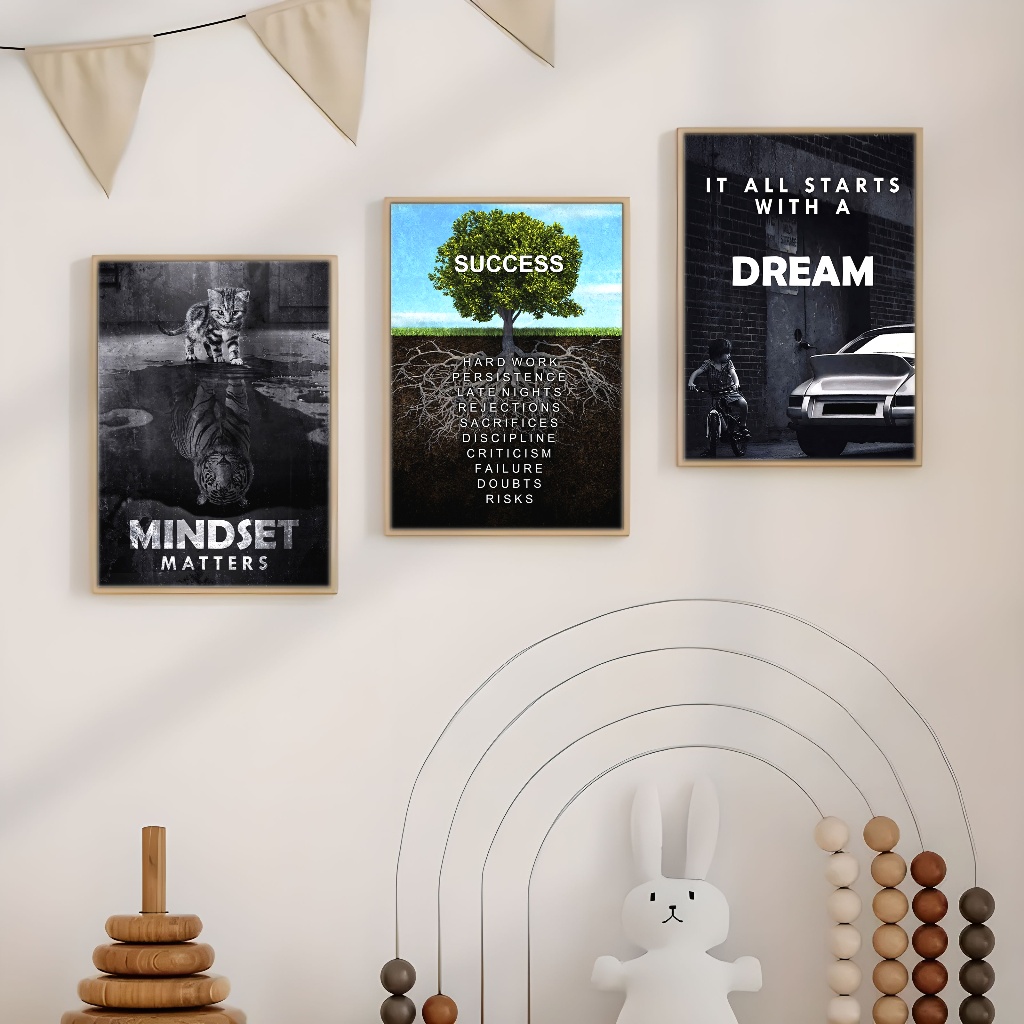 MINDSET
MATTERS
SUCCESS
HARD WORK
PERSISTENCE
LATE NIGHTS
REJECTIONS
SACRIFICES
DISCIPLINE
CRITICISM
FAILURE
DOUBTS
RISKS
IT ALL STARTS
WITH A
DREAM